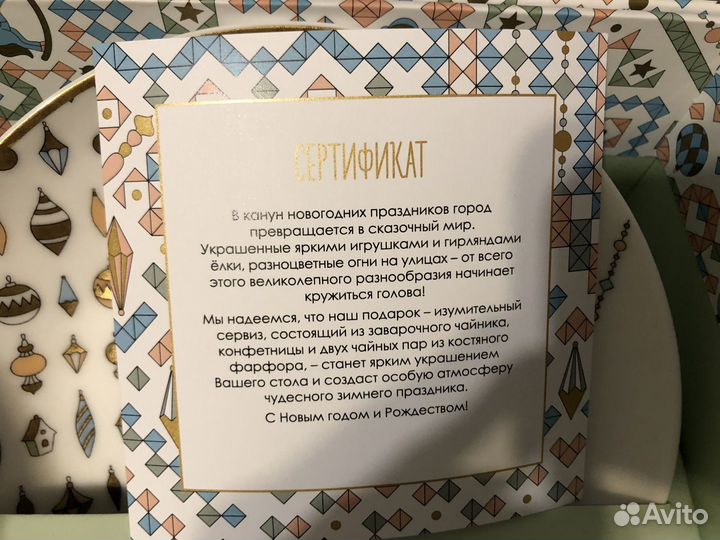 СЕРТИФИКАТ
В канун новогодних праздников город
превращается в сказочный мир.
Украшенные яркими игрушками и гирляндами
ёлки, разноцветные огни на улицах – от всего
этого великолепного разнообразия начинает
кружиться голова!
Мы надеемся, что наш подарок – изумительный
сервиз, состоящий из заварочного чайника,
конфетницы и двух чайных пар из костяного
фарфора, – станет ярким украшением
Вашего стола и создаст особую атмосферу
чудесного зимнего праздника.
С Новым годом и Рождеством!
Avito